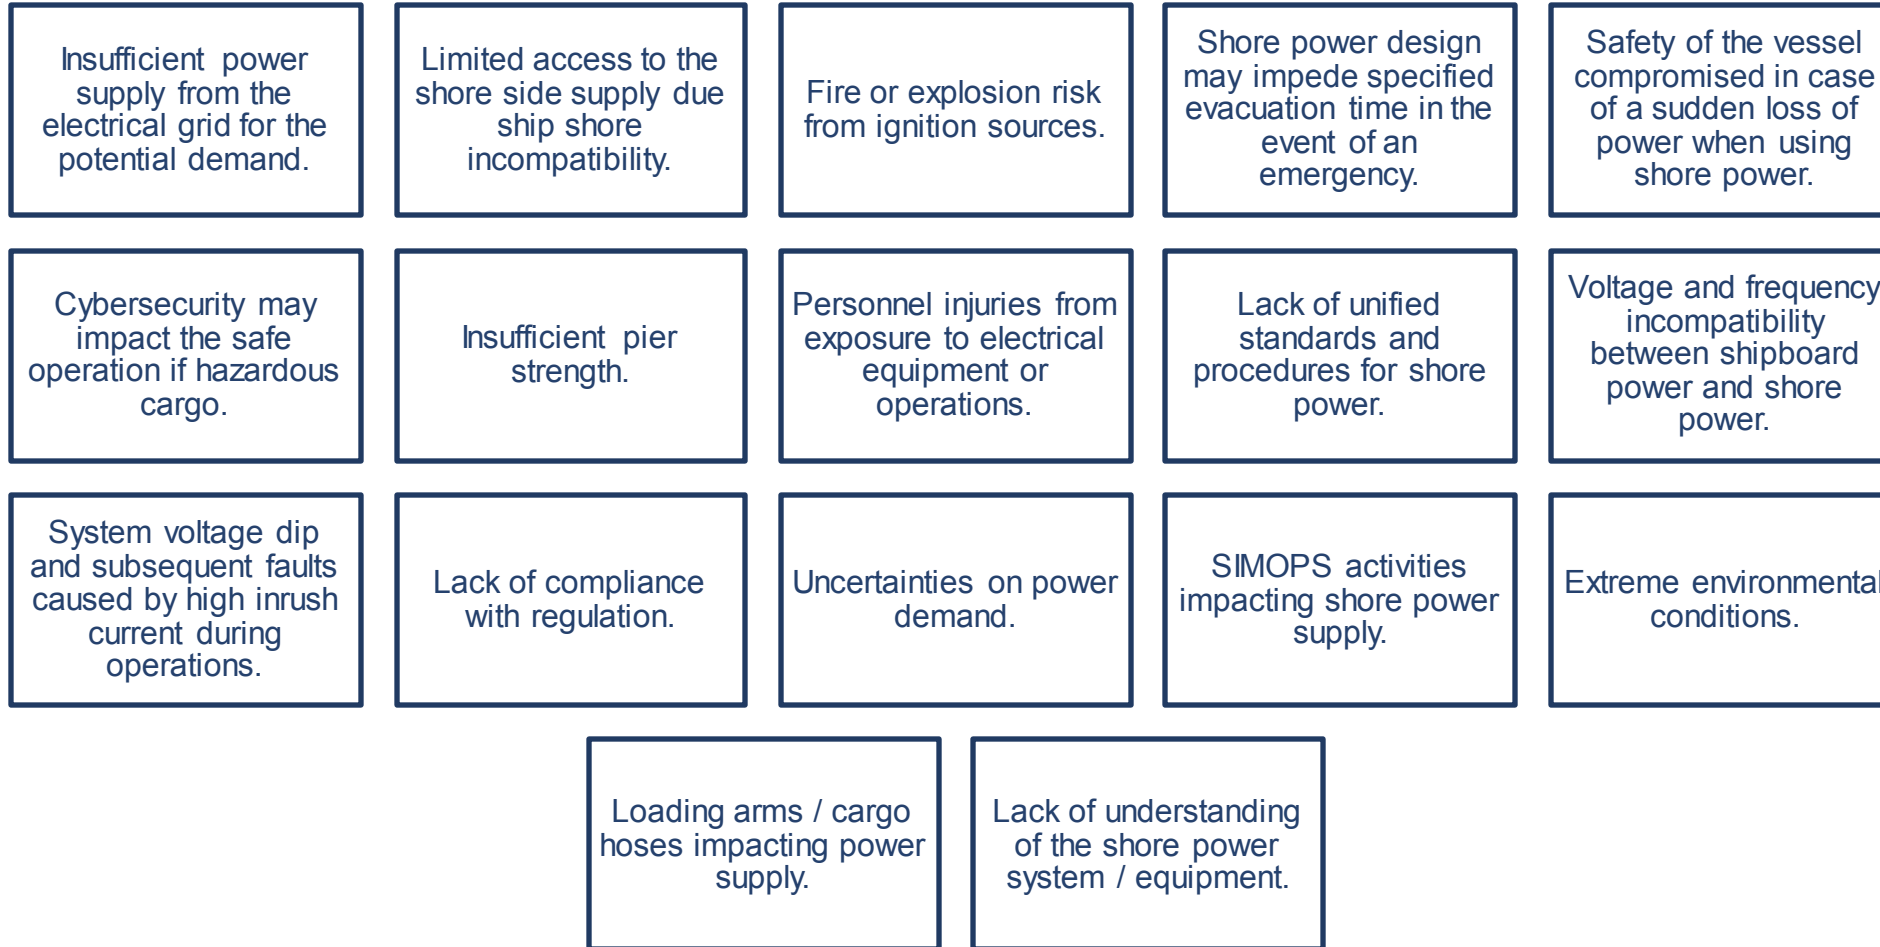 Insufficient power
supply from the
electrical grid for the
potential demand.
Limited access to the
shore side supply due
ship shore
incompatibility.
Fire or explosion risk
from ignition sources.
Shore power design
may impede specified
evacuation time in the
event of an
emergency.
Safety of the vessel
compromised in case
of a sudden loss of
power when using
shore power.
Cybersecurity may
impact the safe
operation if hazardous
cargo.
Insufficient pier
strength.
Personnel injuries from
exposure to electrical
equipment or
operations.
Lack of unified
standards and
procedures for shore
power.
Voltage and frequency
incompatibility
between shipboard
power and shore
power.
System voltage dip
and subsequent faults
caused by high inrush
current during
operations.
Lack of compliance
with regulation.
Uncertainties on power
demand.
SIMOPS activities
impacting shore power
supply.
Extreme environmental
conditions.
Loading arms / cargo
hoses impacting power
supply.
Lack of understanding
of the shore power
system / equipment.